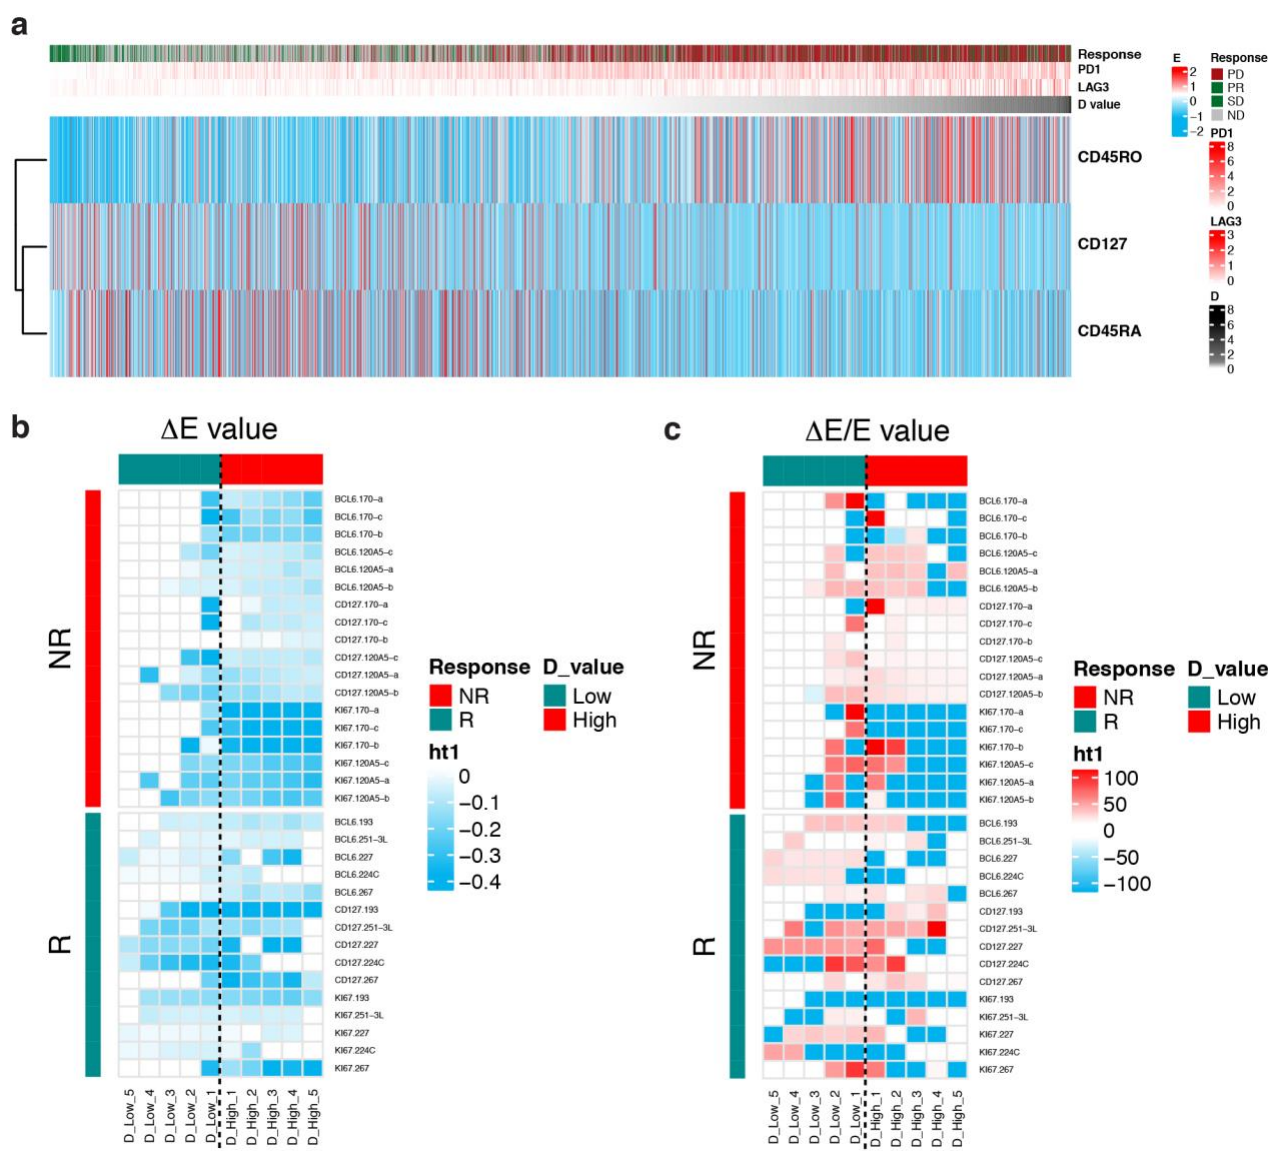 a
Response
PD1
LAG3
D value
CD45RO
CD127
CD45RA
E
2
1
0
−1
−2
Response
PD
PR
SD
ND
PD1
8
6
4
2
0
LAG3
3
2
1
0
D
8
6
4
2
0
b
ΔE value
NR
R
BCL6.170−a
BCL6.170−c
BCL6.170−b
BCL6.120A5−c
BCL6.120A5−a
BCL6.120A5−b
CD127.170−a
CD127.170−c
CD127.170−b
CD127.120A5−c
CD127.120A5−a
CD127.120A5−b
KI67.170−a
KI67.170−c
KI67.170−b
KI67.120A5−c
KI67.120A5−a
KI67.120A5−b
BCL6.193
BCL6.251−3L
BCL6.227
BCL6.224C
BCL6.267
CD127.193
CD127.251−3L
CD127.227
CD127.224C
CD127.267
KI67.193
KI67.251−3L
KI67.227
KI67.224C
KI67.267
D_Low_5
D_Low_4
D_Low_3
D_Low_2
D_Low_1
D_High_1
D_High_2
D_High_3
D_High_4
D_High_5
Response D_value
NR Low
R High
ht1
0
−0.1
−0.2
−0.3
−0.4
c
ΔE/E value
NR
R
BCL6.170−a
BCL6.170−c
BCL6.170−b
BCL6.120A5−c
BCL6.120A5−a
BCL6.120A5−b
CD127.170−a
CD127.170−c
CD127.170−b
CD127.120A5−c
CD127.120A5−a
CD127.120A5−b
KI67.170−a
KI67.170−c
KI67.170−b
KI67.120A5−c
KI67.120A5−a
KI67.120A5−b
BCL6.193
BCL6.251−3L
BCL6.227
BCL6.224C
BCL6.267
CD127.193
CD127.251−3L
CD127.227
CD127.224C
CD127.267
KI67.193
KI67.251−3L
KI67.227
KI67.224C
KI67.267
D_Low_5
D_Low_4
D_Low_3
D_Low_2
D_Low_1
D_High_1
D_High_2
D_High_3
D_High_4
D_High_5
Response D_value
NR Low
R High
ht1
100
50
0
−50
−100